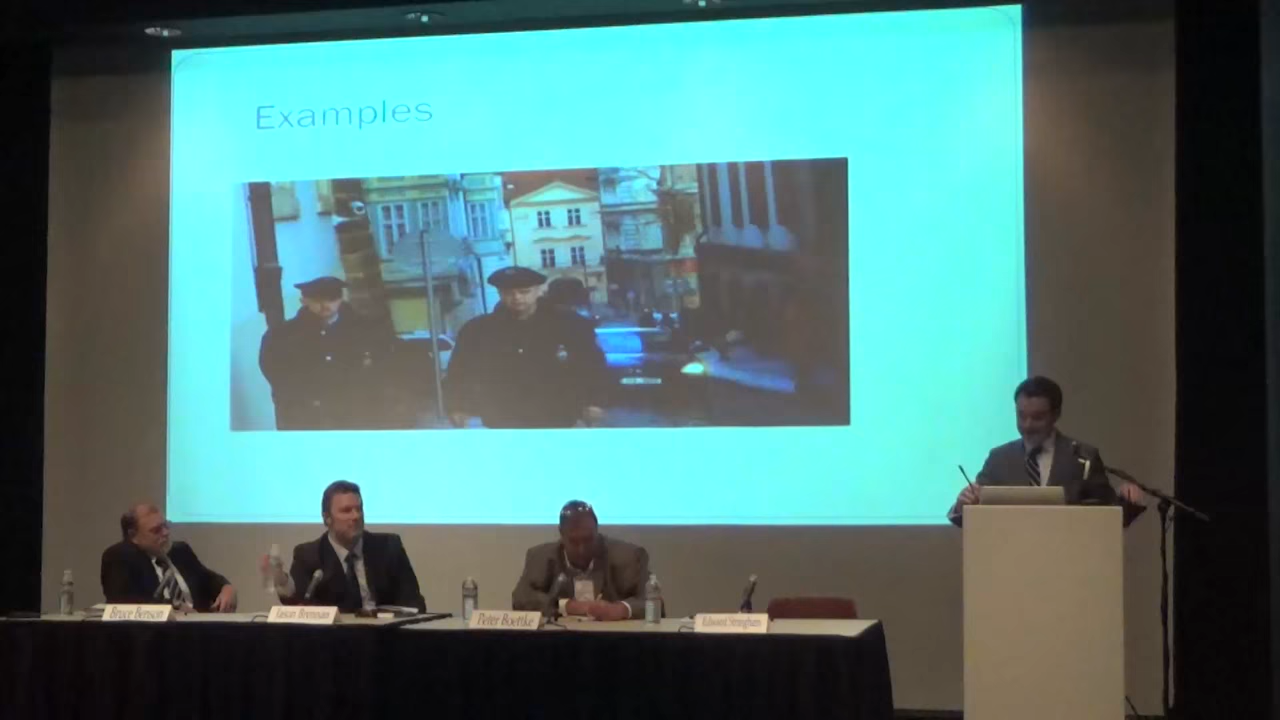 Examples
Bruce Benson
Jason Brennan
Peter Boettke
Edward Stringham